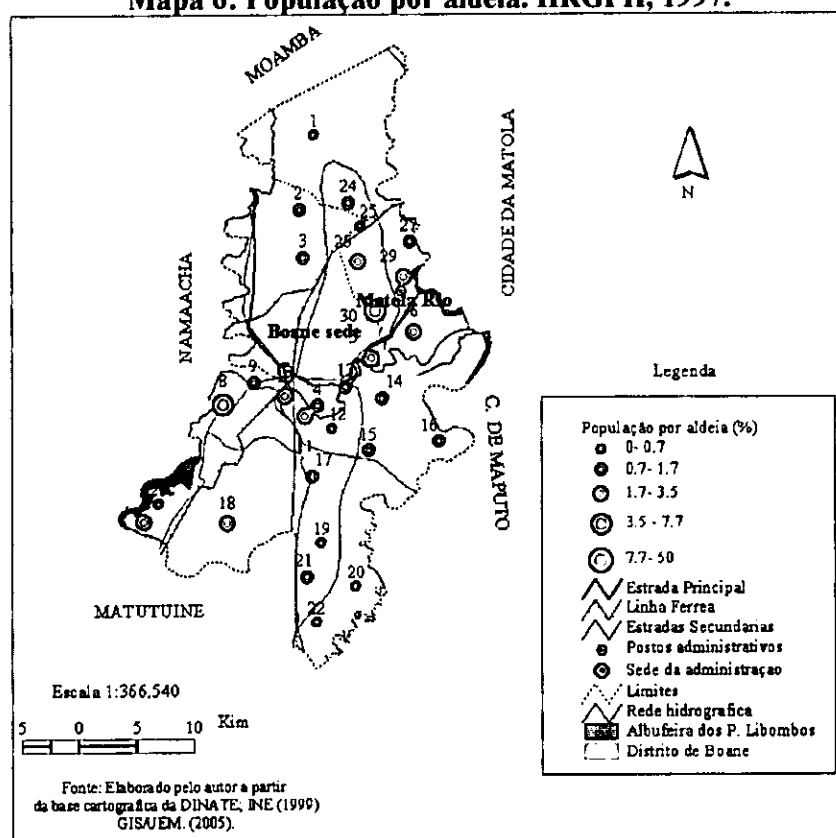 Mapa 6. População por aldeia. IIRGPH, 1997.
MOAMBA
1
CIDADE DA MATOLA
N
24
2
25
27
3
28
29
NAMAACHA
Matola Rio
30
6
Boane sede
9
13
8
4
14
12
C. DE MAPUTO
16
15
17
18
19
21
20
22
MATUTUINE
Escala 1:366,540
5 0 5 10 Kim
Fonte: Elaborado pelo autor a partir
da base cartografica da DINATE; INE (1999)
GIS/UEM. (2005).
Legenda
População por aldeia (%)
0- 0.7
0.7- 1.7
1.7- 3.5
3.5 - 7.7
7.7- 50
Estrada Principal
Linha Ferrea
Estradas Secundarias
Postos administrativos
Sede da administraçao
Limites
Rede hidrografica
Albufeira dos P. Libombos
Distrito de Boane